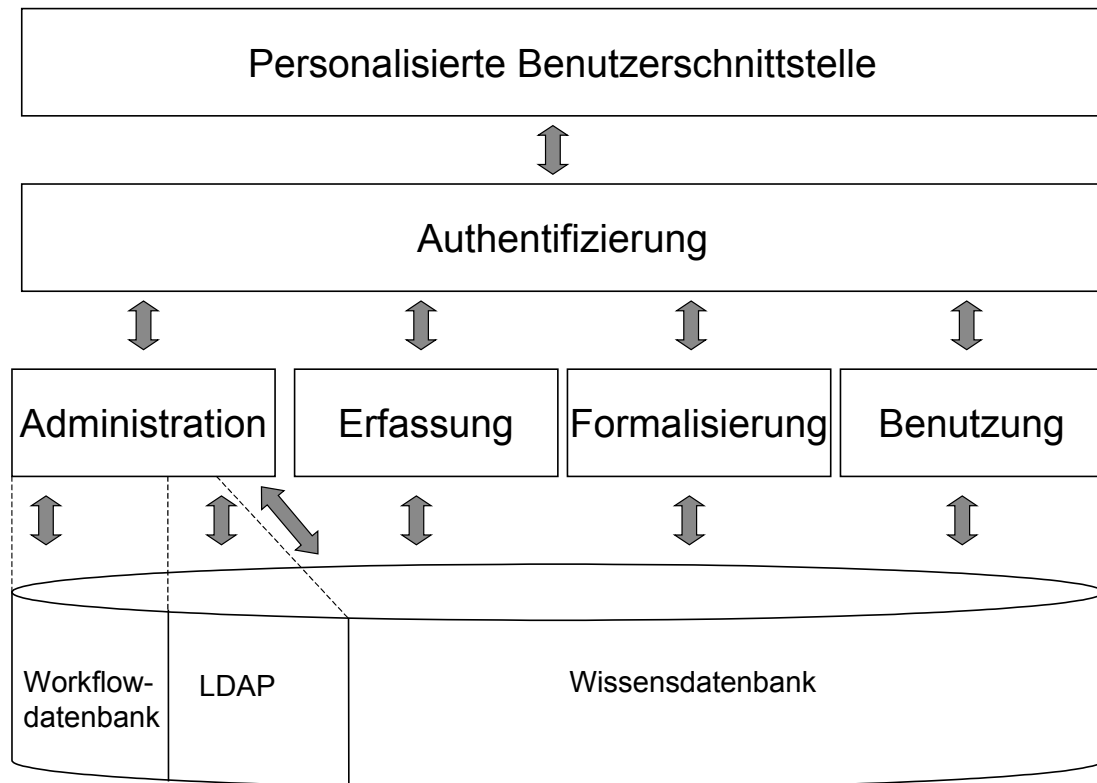 Personalisierte Benutzerschnittstelle
Authentifizierung
Administration
Erfassung
Formalisierung
Benutzung
Workflow-
datenbank
LDAP
Wissensdatenbank